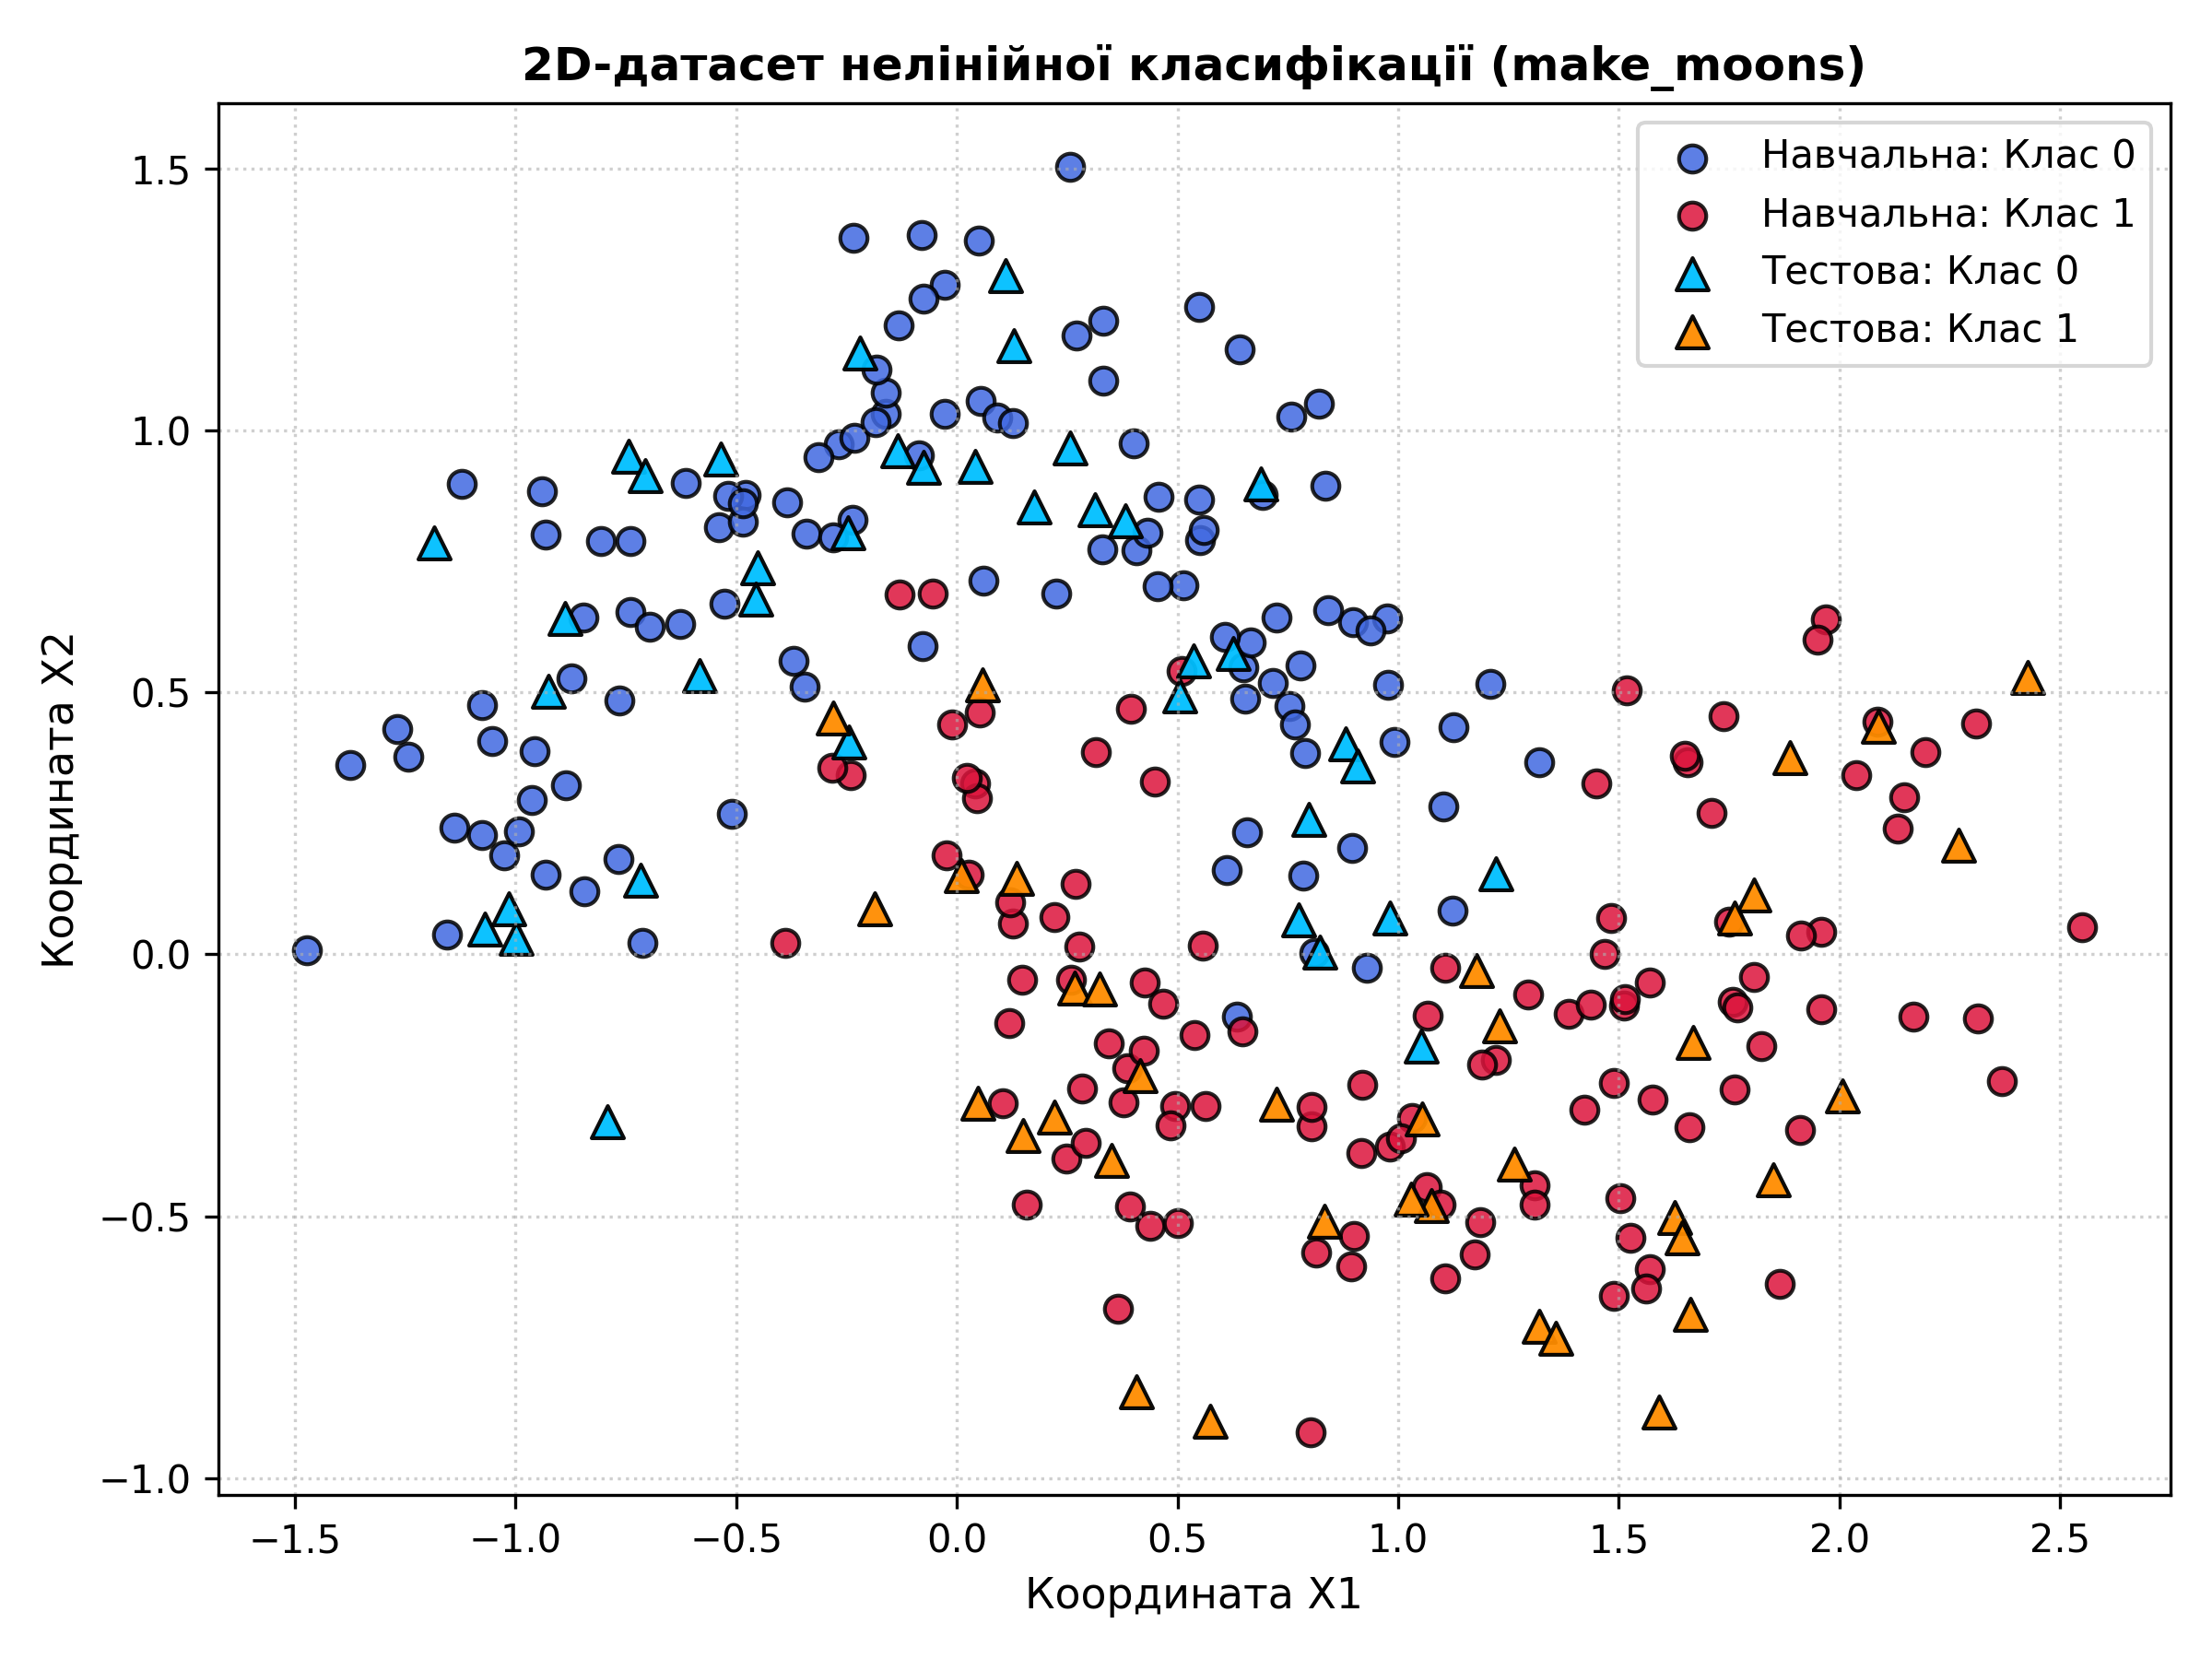 2D-датасет нелінійної класифікації (make_moons)
Навчальна: Клас 0
Навчальна: Клас 1
Тестова: Клас 0
Тестова: Клас 1
Координата X2
1.5
1.0
0.5
0.0
−0.5
−1.0
−1.5 −1.0 −0.5 0.0 0.5 1.0 1.5 2.0 2.5
Координата X1